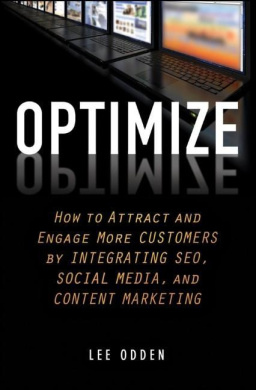 OPTIMIZE
HOW TO ATTRACT AND
ENGAGE MORE CUSTOMERS
BY INTEGRATING SEO,
SOCIAL MEDIA, AND
CONTENT MARKETING
LEE ODDEN